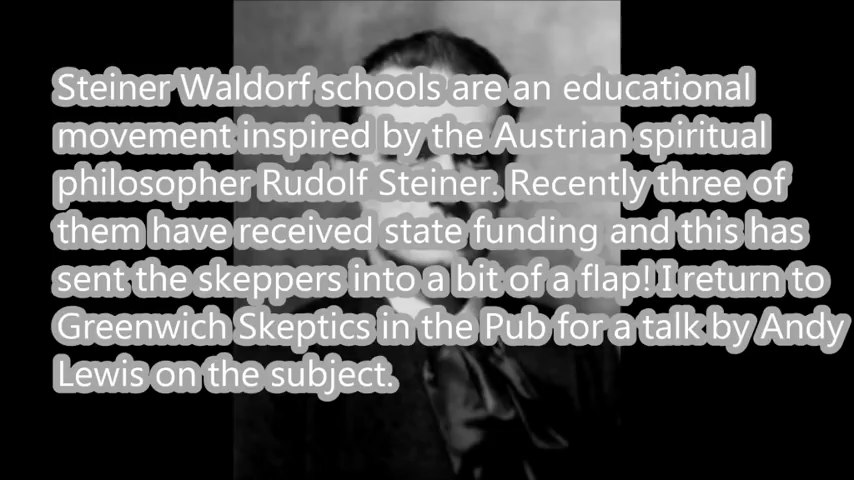 Steiner Waldorf schools are an educational
movement inspired by the Austrian spiritual
philosopher Rudolf Steiner. Recently three of
them have received state funding and this has
sent the skeppers into a bit of a flap! I return to
Greenwich Skeptics in the Pub for a talk by Andy
Lewis on the subject.